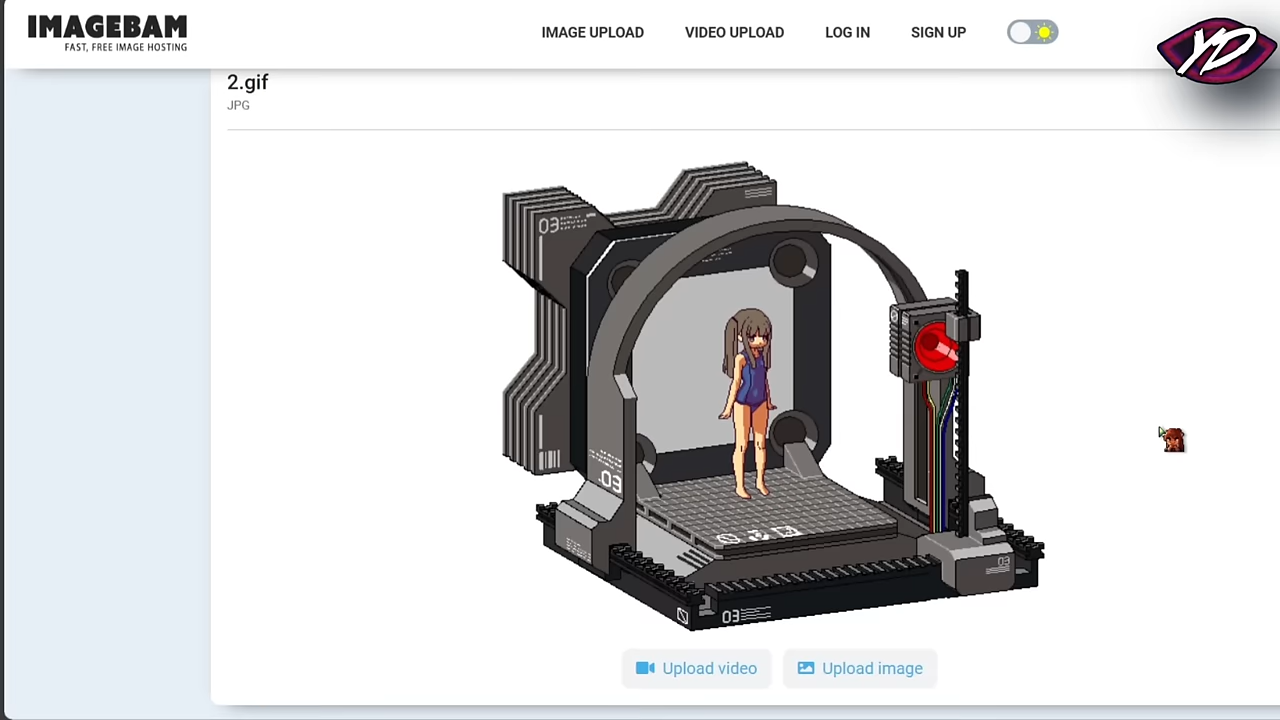 IMAGEBAM
FAST, FREE IMAGE HOSTING
IMAGE UPLOAD
VIDEO UPLOAD
LOG IN
SIGN UP
YD
2.gif
JPG
03
.03
03
03
Upload video
Upload image